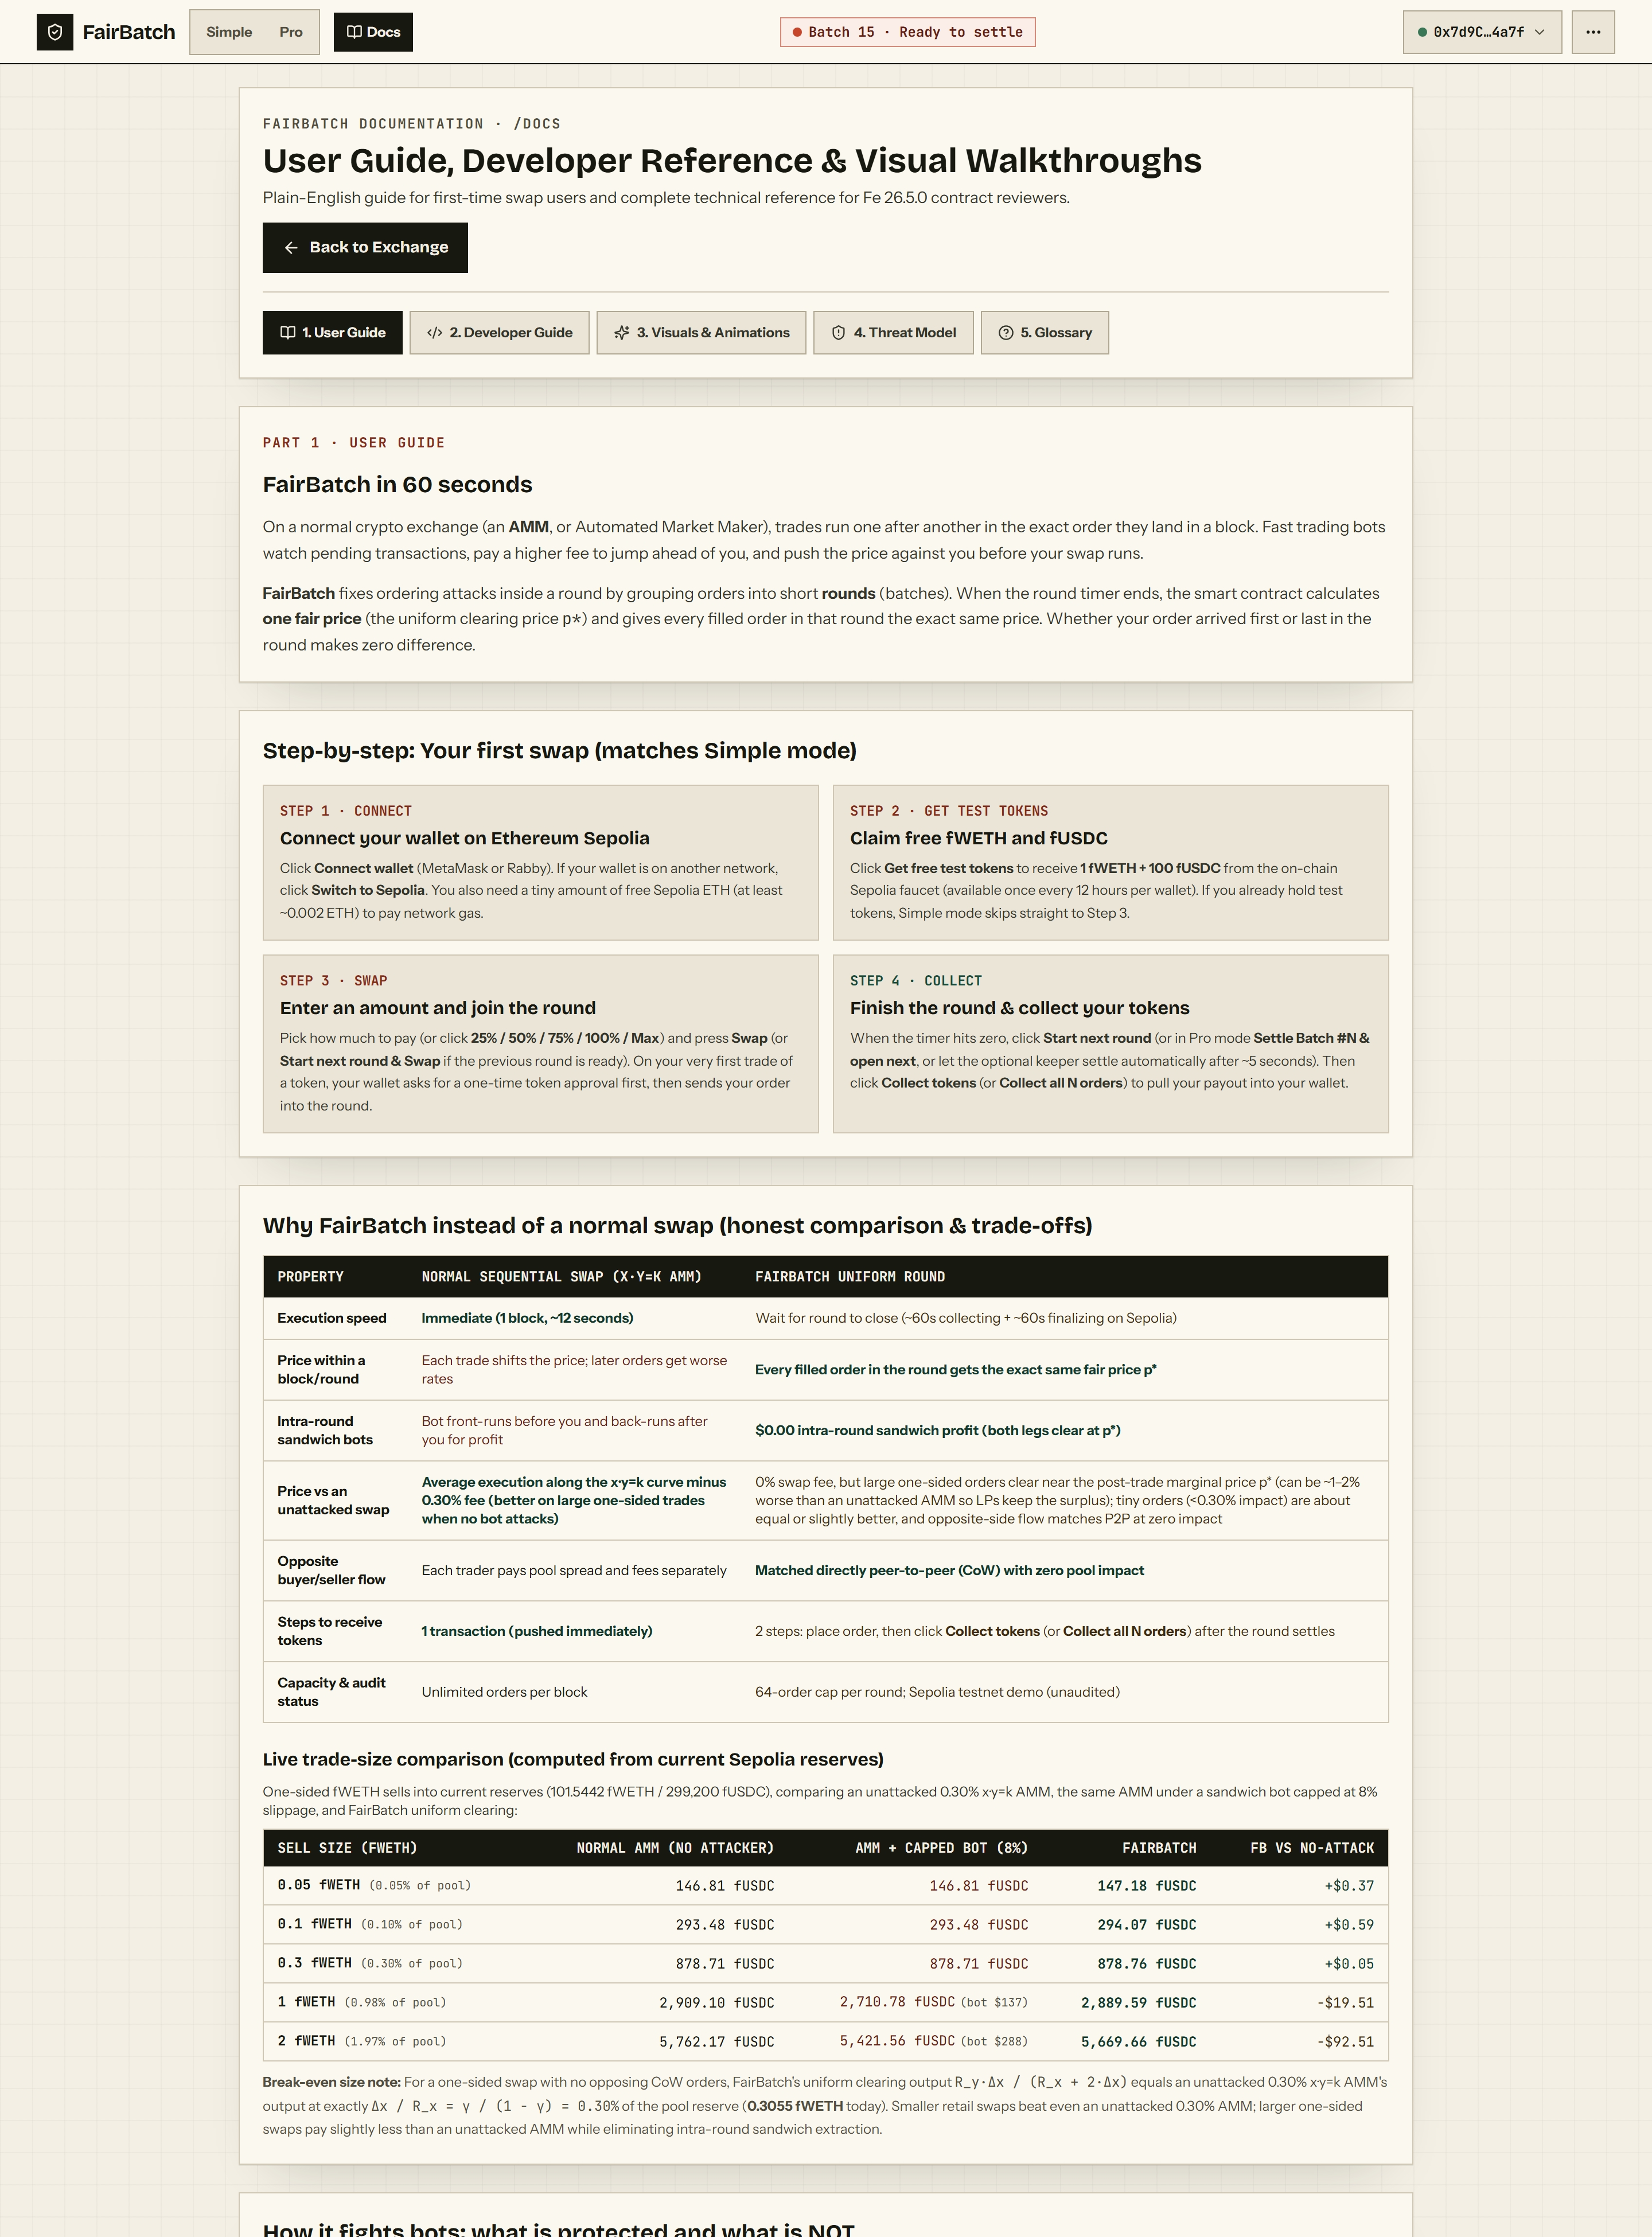 FairBatch
Simple Pro
Docs
Batch 15 · Ready to settle
0x7d9C…4a7f
FAIRBATCH DOCUMENTATION · /DOCS
User Guide, Developer Reference & Visual Walkthroughs
Plain-English guide for first-time swap users and complete technical reference for Fe 26.5.0 contract reviewers.
Back to Exchange
1. User Guide
2. Developer Guide
3. Visuals & Animations
4. Threat Model
5. Glossary
PART 1 · USER GUIDE
FairBatch in 60 seconds
On a normal crypto exchange (an AMM, or Automated Market Maker), trades run one after another in the exact order they land in a block. Fast trading bots
watch pending transactions, pay a higher fee to jump ahead of you, and push the price against you before your swap runs.
FairBatch fixes ordering attacks inside a round by grouping orders into short rounds (batches). When the round timer ends, the smart contract calculates
one fair price (the uniform clearing price p*) and gives every filled order in that round the exact same price. Whether your order arrived first or last in the
round makes zero difference.
Step-by-step: Your first swap (matches Simple mode)
STEP 1 · CONNECT
Connect your wallet on Ethereum Sepolia
Click Connect wallet (MetaMask or Rabby). If your wallet is on another network,
click Switch to Sepolia. You also need a tiny amount of free Sepolia ETH (at least
~0.002 ETH) to pay network gas.
STEP 2 · GET TEST TOKENS
Claim free fWETH and fUSDC
Click Get free test tokens to receive 1 fWETH + 100 fUSDC from the on-chain
Sepolia faucet (available once every 12 hours per wallet). If you already hold test
tokens, Simple mode skips straight to Step 3.
STEP 3 · SWAP
Enter an amount and join the round
Pick how much to pay (or click 25% / 50% / 75% / 100% / Max) and press Swap (or
Start next round & Swap if the previous round is ready). On your very first trade of
a token, your wallet asks for a one-time token approval first, then sends your order
into the round.
STEP 4 · COLLECT
Finish the round & collect your tokens
When the timer hits zero, click Start next round (or in Pro mode Settle Batch #N &
open next, or let the optional keeper settle automatically after ~5 seconds). Then
click Collect tokens (or Collect all N orders) to pull your payout into your wallet.
Why FairBatch instead of a normal swap (honest comparison & trade-offs)
PROPERTY NORMAL SEQUENTIAL SWAP (X·Y=K AMM) FAIRBATCH UNIFORM ROUND
Execution speed
Immediate (1 block, ~12 seconds)
Wait for round to close (~60s collecting + ~60s finalizing on Sepolia)
Price within a
block/round
Each trade shifts the price; later orders get worse
rates
Every filled order in the round gets the exact same fair price p*
Intra-round
sandwich bots
Bot front-runs before you and back-runs after
you for profit
$0.00 intra-round sandwich profit (both legs clear at p*)
Price vs an
unattacked swap
Average execution along the x·y=k curve minus
0.30% fee (better on large one-sided trades
when no bot attacks)
0% swap fee, but large one-sided orders clear near the post-trade marginal price p* (can be ~1–2%
worse than an unattacked AMM so LPs keep the surplus); tiny orders (<0.30% impact) are about
equal or slightly better, and opposite-side flow matches P2P at zero impact
Opposite
buyer/seller flow
Each trader pays pool spread and fees separately
Matched directly peer-to-peer (CoW) with zero pool impact
Steps to receive
tokens
1 transaction (pushed immediately)
2 steps: place order, then click Collect tokens (or Collect all N orders) after the round settles
Capacity & audit
status
Unlimited orders per block
64-order cap per round; Sepolia testnet demo (unaudited)
Live trade-size comparison (computed from current Sepolia reserves)
One-sided fWETH sells into current reserves (101.5442 fWETH / 299,200 fUSDC), comparing an unattacked 0.30% x·y=k AMM, the same AMM under a sandwich bot capped at 8%
slippage, and FairBatch uniform clearing:
SELL SIZE (FWETH) NORMAL AMM (NO ATTACKER) AMM + CAPPED BOT (8%) FAIRBATCH FB VS NO-ATTACK
0.05 fWETH (0.05% of pool) 146.81 fUSDC 146.81 fUSDC 147.18 fUSDC +$0.37
0.1 fWETH (0.10% of pool) 293.48 fUSDC 293.48 fUSDC 294.07 fUSDC +$0.59
0.3 fWETH (0.30% of pool) 878.71 fUSDC 878.71 fUSDC 878.76 fUSDC +$0.05
1 fWETH (0.98% of pool) 2,909.10 fUSDC 2,710.78 fUSDC (bot $137) 2,889.59 fUSDC -$19.51
2 fWETH (1.97% of pool) 5,762.17 fUSDC 5,421.56 fUSDC (bot $288) 5,669.66 fUSDC -$92.51
Break-even size note: For a one-sided swap with no opposing CoW orders, FairBatch's uniform clearing output R_y·Δx / (R_x + 2·Δx) equals an unattacked 0.30% x·y=k AMM's
output at exactly Δx / R_x = γ / (1 - γ) = 0.30% of the pool reserve (0.3055 fWETH today). Smaller retail swaps beat even an unattacked 0.30% AMM; larger one-sided
swaps pay slightly less than an unattacked AMM while eliminating intra-round sandwich extraction.
How it fights bots: what is protected and what is NOT